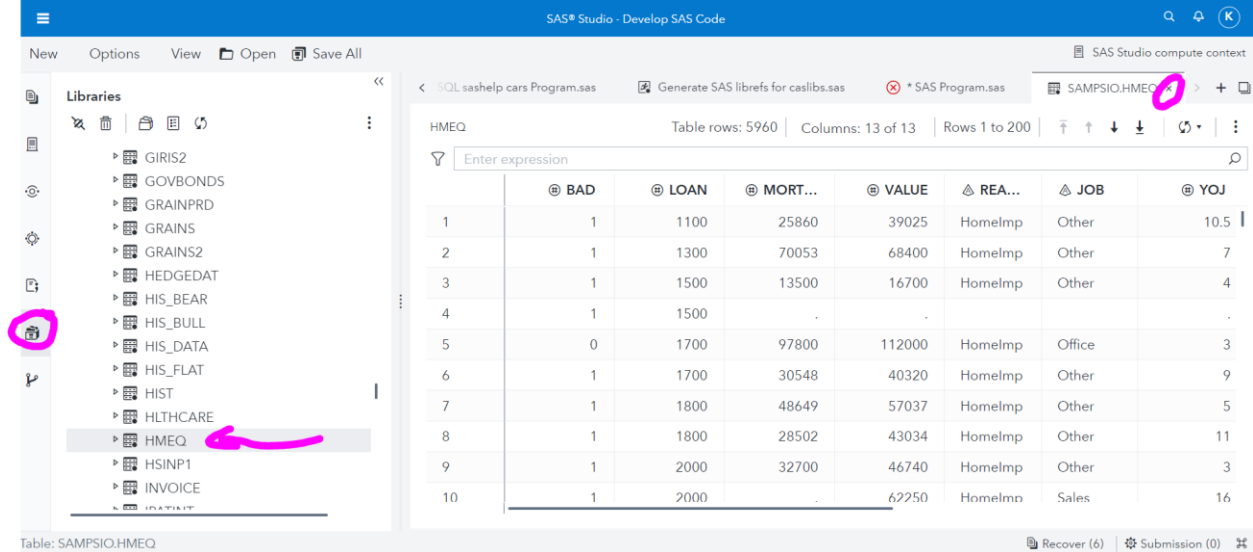 SAS® Studio - Develop SAS Code
K
New Options View Open Save All
SAS Studio compute context
Libraries
GIRIS2
GOVBONDS
GRAINPRD
GRAINS
GRAINS2
HEDGEDAT
HIS_BEAR
HIS_BULL
HIS_DATA
HIS_FLAT
HIST
HLTHCARE
HMEQ
HSINP1
INVOICE
SQL sashelp cars Program.sas Generate SAS librefs for caslibs.sas * SAS Program.sas SAMPSIO.HMEQ
HMEQ Table rows: 5960 Columns: 13 of 13 Rows 1 to 200
Enter expression
BAD LOAN MORT... VALUE REA... JOB YOJ
1 1 1100 25860 39025 HomeImp Other 10.5
2 1 1300 70053 68400 HomeImp Other 7
3 1 1500 13500 16700 HomeImp Other 4
4 1 1500 . . .
5 0 1700 97800 112000 HomeImp Office 3
6 1 1700 30548 40320 HomeImp Other 9
7 1 1800 48649 57037 HomeImp Other 5
8 1 1800 28502 43034 HomeImp Other 11
9 1 2000 32700 46740 HomeImp Other 3
10 1 2000 . 62250 HomeImp Sales 16
Table: SAMPSIO.HMEQ
Recover (6) Submission (0)